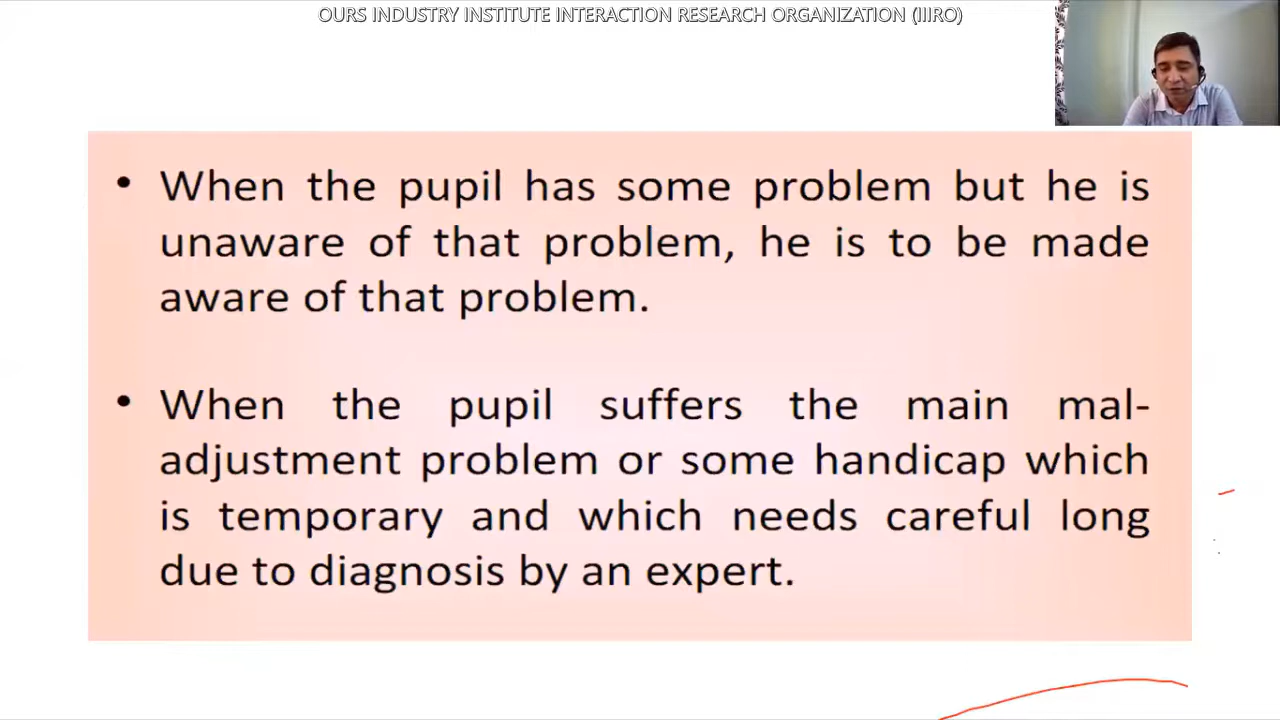 OURS INDUSTRY INSTITUTE INTERACTION RESEARCH ORGANIZATION (IIIRO)
• When the pupil has some problem but he is
unaware of that problem, he is to be made
aware of that problem.
• When the pupil suffers the main mal-
adjustment problem or some handicap which
is temporary and which needs careful long
due to diagnosis by an expert.